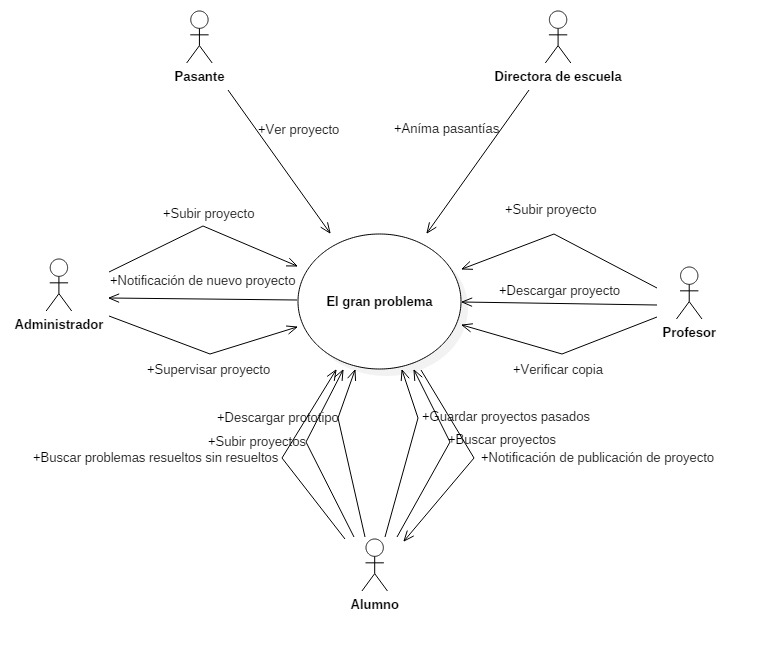 Pasante
Directora de escuela
+Ver proyecto
+Aníma pasantías
+Subir proyecto
+Subir proyecto
+Notificación de nuevo proyecto
+Descargar proyecto
El gran problema
Administrador
Profesor
+Supervisar proyecto
+Verificar copia
+Descargar prototipo
+Guardar proyectos pasados
+Subir proyectos
+Buscar proyectos
+Buscar problemas resueltos sin resueltos
+Notificación de publicación de proyecto
Alumno